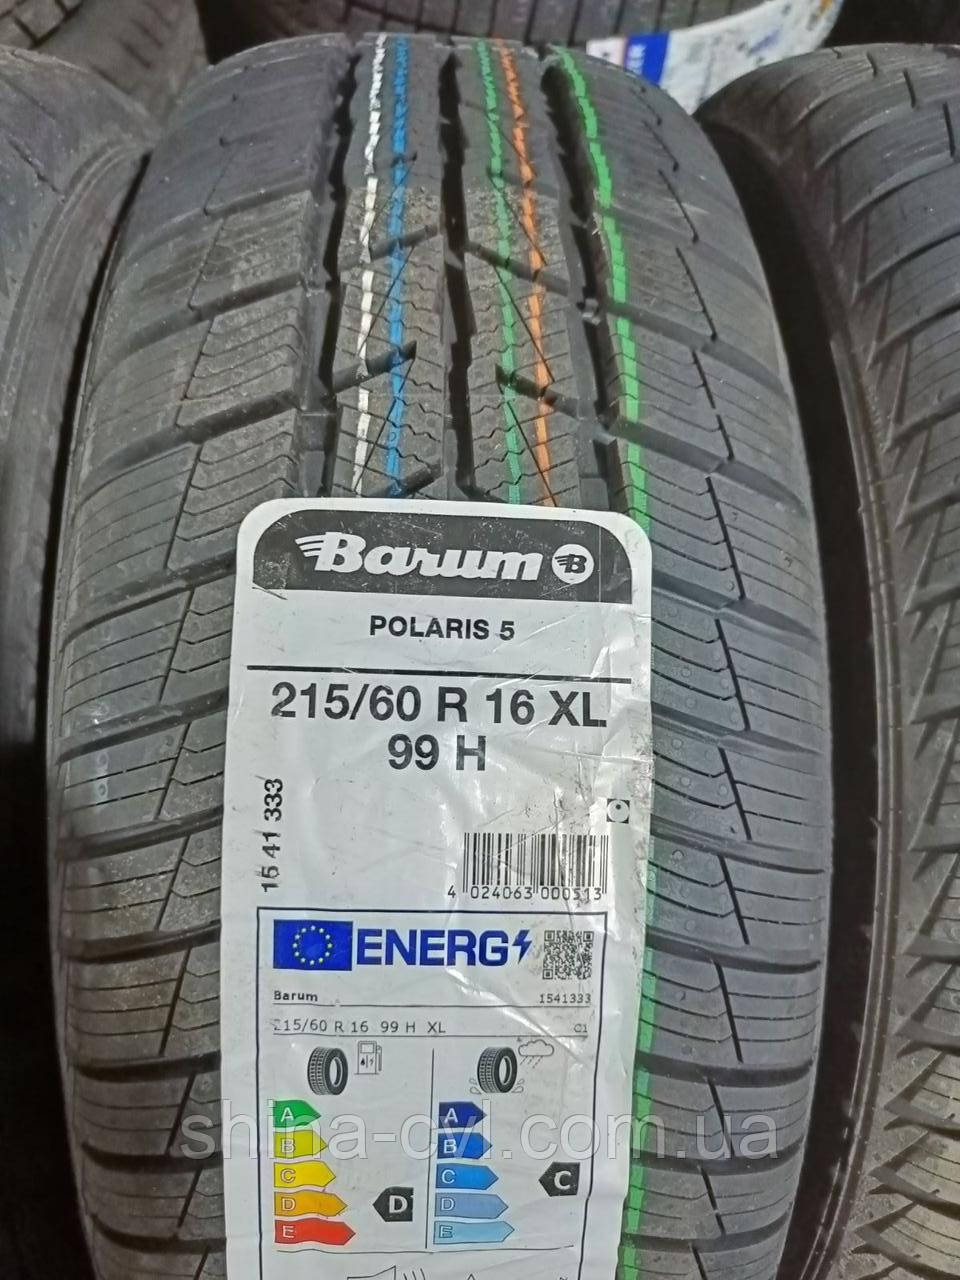 Barum B
POLARIS 5
215/60 R 16 XL
99 H
15 41 333
4 024063 000513
ENERG
Barum 1541333
215/60 R 16 99 H XL C1
A A
B B
C C C
D D D
E E
shina-cvl.com.ua